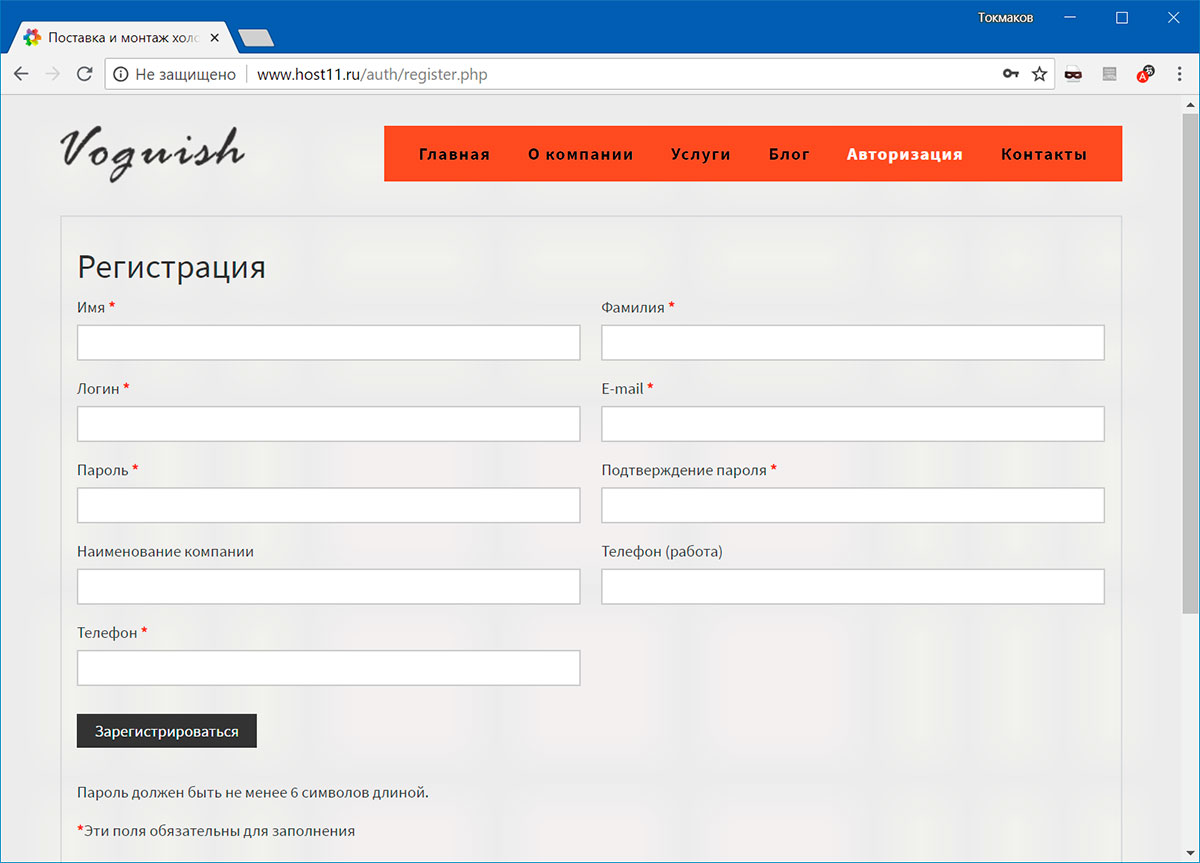 Токмаков
Поставка и монтаж хол
Не защищено www.host11.ru/auth/register.php
Voguish
Главная О компании Услуги Блог Авторизация Контакты
Регистрация
Имя * Фамилия *
Логин * E-mail *
Пароль * Подтверждение пароля *
Наименование компании Телефон (работа)
Телефон *
Зарегистрироваться
Пароль должен быть не менее 6 символов длиной.
*Эти поля обязательны для заполнения